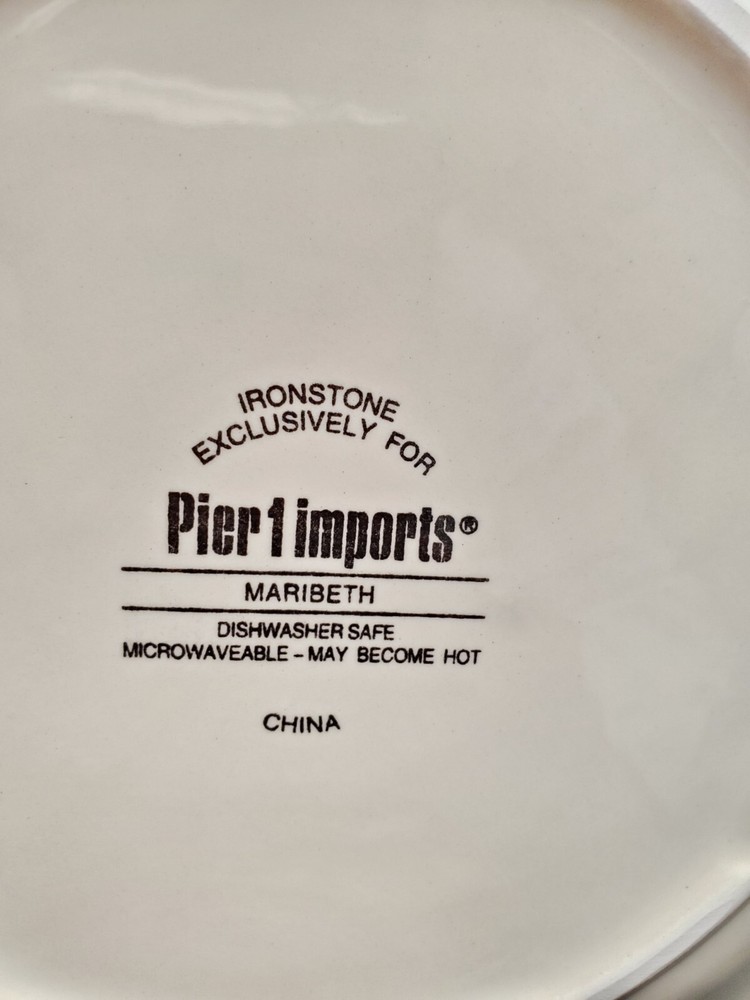 IRONSTONE
EXCLUSIVELY FOR
Pier 1 imports®
MARIBETH
DISHWASHER SAFE
MICROWAVEABLE – MAY BECOME HOT
CHINA